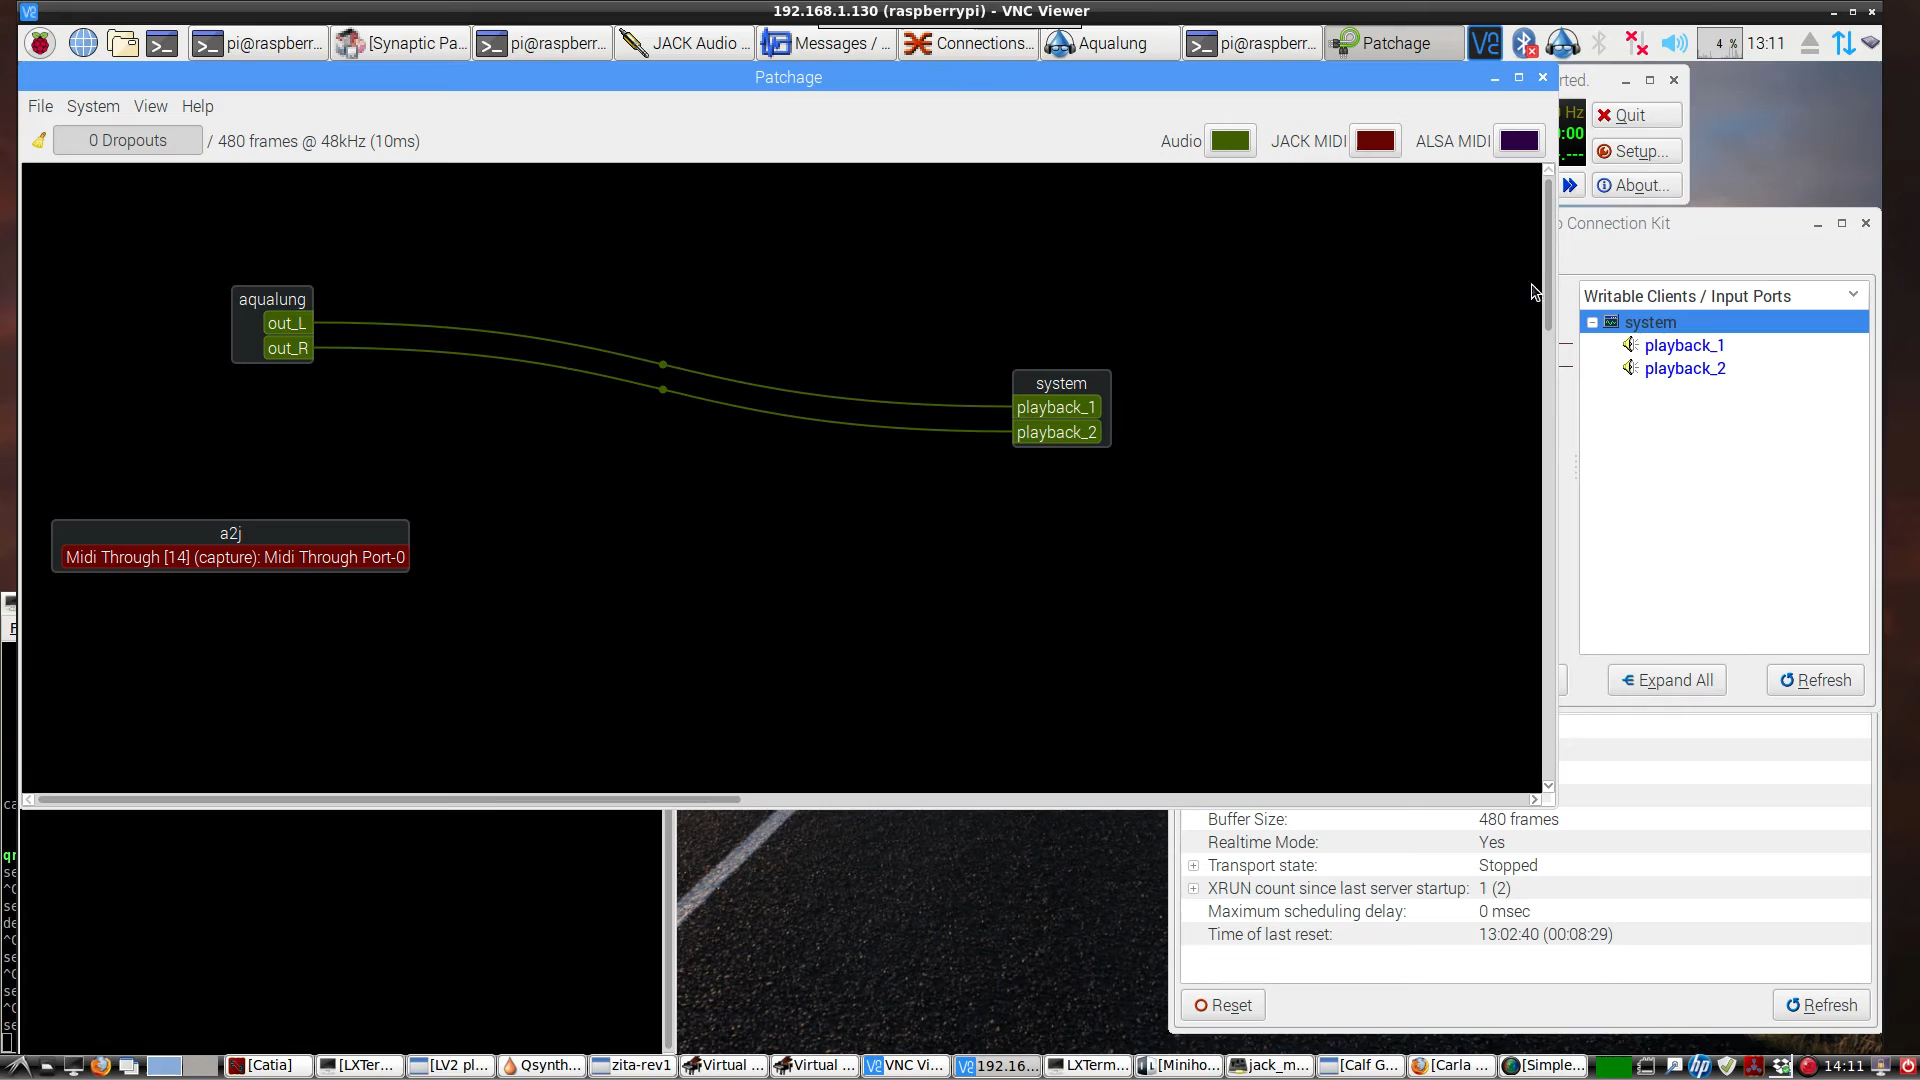 192.168.1.130 (raspberrypi) - VNC Viewer
pi@raspberr... [Synaptic Pa... pi@raspberr... JACK Audio ... Messages / ... Connections... Aqualung pi@raspberr... Patchage 4 % 13:11
Patchage
rted.
File System View Help
Hz Quit
0 Dropouts / 480 frames @ 48kHz (10ms) Audio JACK MIDI ALSA MIDI
:00 Setup...
About...
Connection Kit
Writable Clients / Input Ports
aqualung
out_L
out_R
system
playback_1
playback_2
system
playback_1
playback_2
a2j
Midi Through [14] (capture): Midi Through Port-0
Expand All Refresh
Buffer Size: 480 frames
Realtime Mode: Yes
Transport state: Stopped
XRUN count since last server startup: 1 (2)
Maximum scheduling delay: 0 msec
Time of last reset: 13:02:40 (00:08:29)
Reset Refresh
[Catia] [LXTer... [LV2 pl... Qsynth... zita-rev1 Virtual ... Virtual ... VNC Vi... 192.16... LXTerm... [Miniho... jack_m... [Calf G... [Carla ... [Simple... 14:11